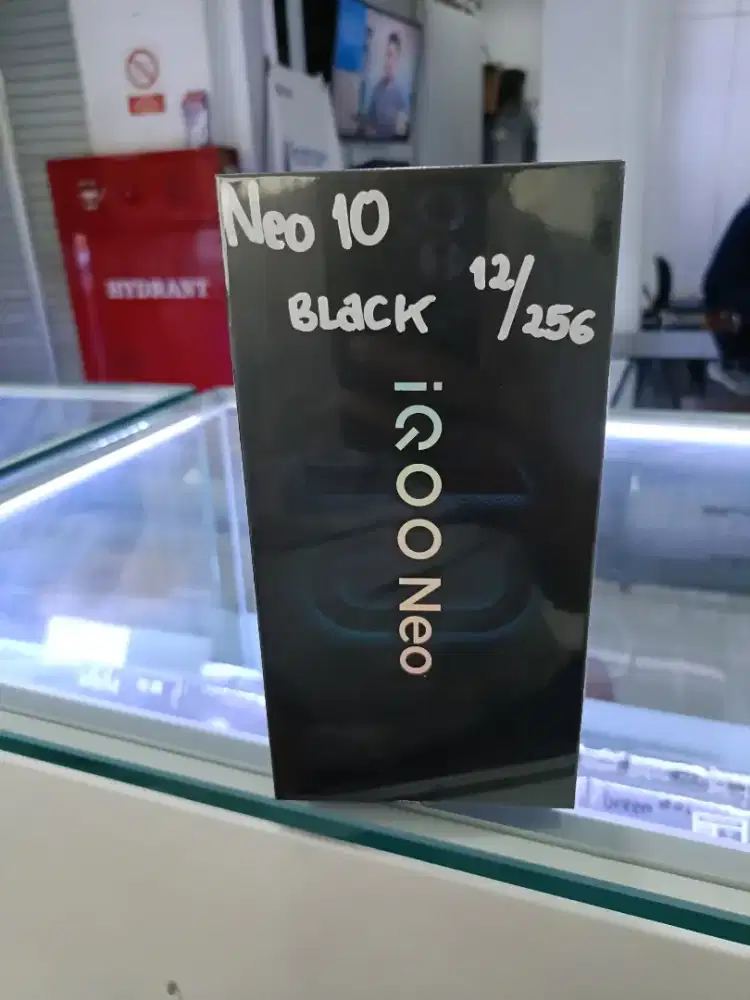 Neo 10
BLacK 12/256
iQOO Neo
HYDRANT